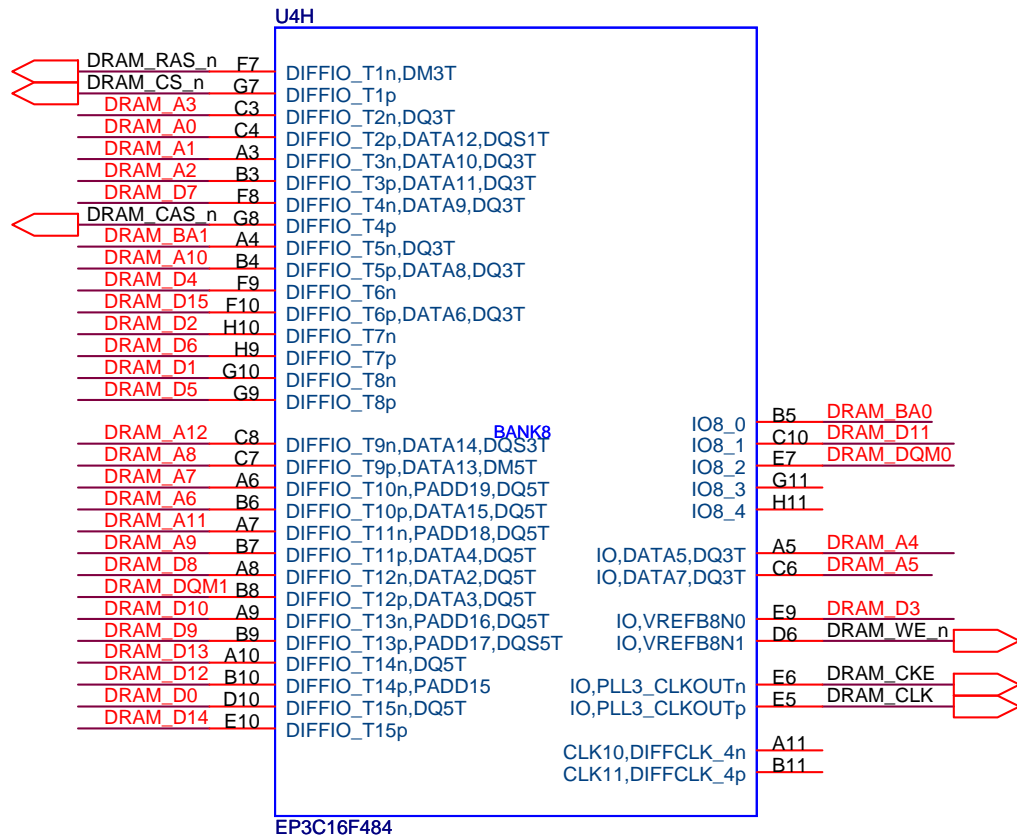 U4H
DRAM_RAS_n F7 DIFFIO_T1n,DM3T
DRAM_CS_n G7 DIFFIO_T1p
DRAM_A3 C3 DIFFIO_T2n,DQ3T
DRAM_A0 C4 DIFFIO_T2p,DATA12,DQS1T
DRAM_A1 A3 DIFFIO_T3n,DATA10,DQ3T
DRAM_A2 B3 DIFFIO_T3p,DATA11,DQ3T
DRAM_D7 F8 DIFFIO_T4n,DATA9,DQ3T
DRAM_CAS_n G8 DIFFIO_T4p
DRAM_BA1 A4 DIFFIO_T5n,DQ3T
DRAM_A10 B4 DIFFIO_T5p,DATA8,DQ3T
DRAM_D4 F9 DIFFIO_T6n
DRAM_D15 F10 DIFFIO_T6p,DATA6,DQ3T
DRAM_D2 H10 DIFFIO_T7n
DRAM_D6 H9 DIFFIO_T7p
DRAM_D1 G10 DIFFIO_T8n
DRAM_D5 G9 DIFFIO_T8p
BANK8
DRAM_A12 C8 DIFFIO_T9n,DATA14,DQS3T
DRAM_A8 C7 DIFFIO_T9p,DATA13,DM5T
DRAM_A7 A6 DIFFIO_T10n,PADD19,DQ5T
DRAM_A6 B6 DIFFIO_T10p,DATA15,DQ5T
DRAM_A11 A7 DIFFIO_T11n,PADD18,DQ5T
DRAM_A9 B7 DIFFIO_T11p,DATA4,DQ5T
DRAM_D8 A8 DIFFIO_T12n,DATA2,DQ5T
DRAM_DQM1 B8 DIFFIO_T12p,DATA3,DQ5T
DRAM_D10 A9 DIFFIO_T13n,PADD16,DQ5T
DRAM_D9 B9 DIFFIO_T13p,PADD17,DQS5T
DRAM_D13 A10 DIFFIO_T14n,DQ5T
DRAM_D12 B10 DIFFIO_T14p,PADD15
DRAM_D0 D10 DIFFIO_T15n,DQ5T
DRAM_D14 E10 DIFFIO_T15p
IO8_0 B5 DRAM_BA0
IO8_1 C10 DRAM_D11
IO8_2 E7 DRAM_DQM0
IO8_3 G11
IO8_4 H11
IO,DATA5,DQ3T A5 DRAM_A4
IO,DATA7,DQ3T C6 DRAM_A5
IO,VREFB8N0 E9 DRAM_D3
IO,VREFB8N1 D6 DRAM_WE_n
IO,PLL3_CLKOUTn E6 DRAM_CKE
IO,PLL3_CLKOUTp E5 DRAM_CLK
CLK10,DIFFCLK_4n A11
CLK11,DIFFCLK_4p B11
EP3C16F484